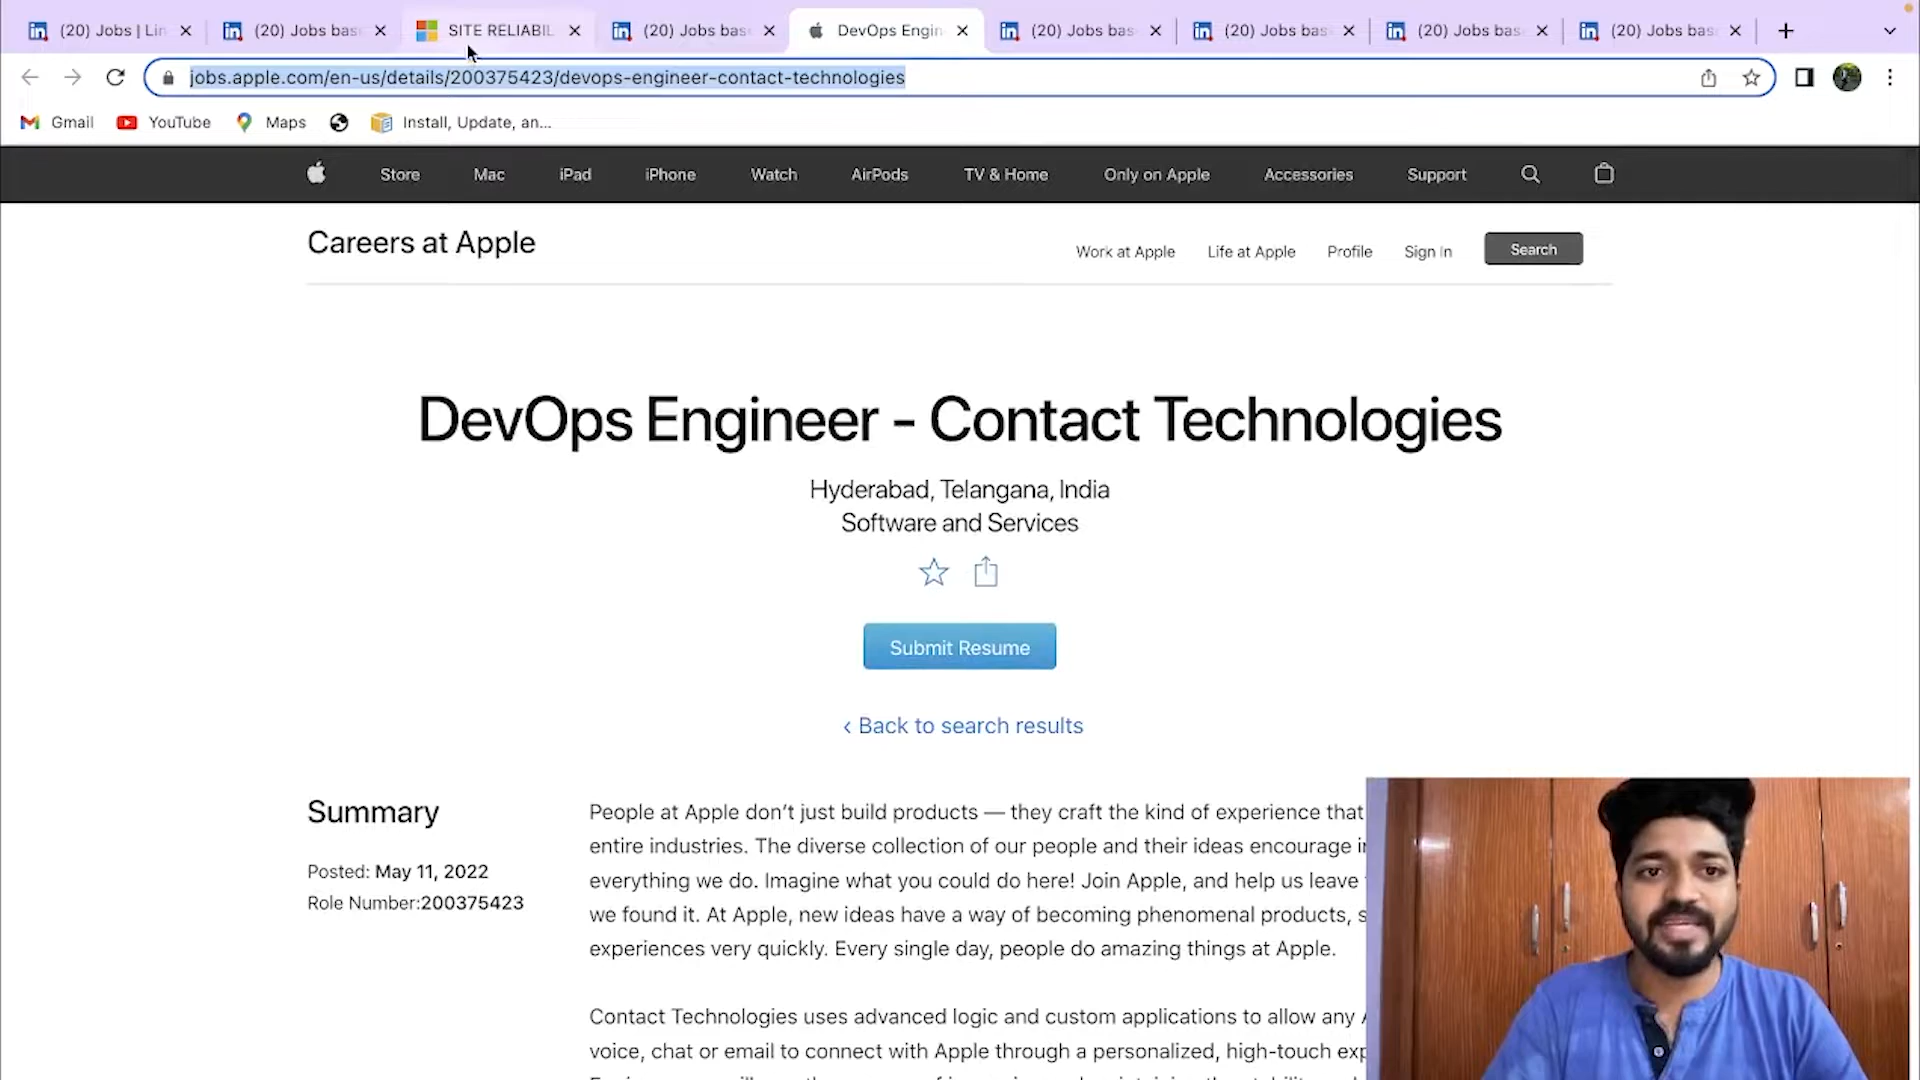 (20) Jobs | Lin
(20) Jobs bas
SITE RELIABIL
(20) Jobs bas
DevOps Engin
(20) Jobs bas
(20) Jobs bas
(20) Jobs bas
(20) Jobs bas
jobs.apple.com/en-us/details/200375423/devops-engineer-contact-technologies
Gmail YouTube Maps Install, Update, an...
Store Mac iPad iPhone Watch AirPods TV & Home Only on Apple Accessories Support
Careers at Apple
Work at Apple Life at Apple Profile Sign In Search
DevOps Engineer - Contact Technologies
Hyderabad, Telangana, India
Software and Services
Submit Resume
‹ Back to search results
Summary
Posted: May 11, 2022
Role Number:200375423
People at Apple don’t just build products — they craft the kind of experience that
entire industries. The diverse collection of our people and their ideas encourage
everything we do. Imagine what you could do here! Join Apple, and help us leave
we found it. At Apple, new ideas have a way of becoming phenomenal products,
experiences very quickly. Every single day, people do amazing things at Apple.
Contact Technologies uses advanced logic and custom applications to allow any
voice, chat or email to connect with Apple through a personalized, high-touch